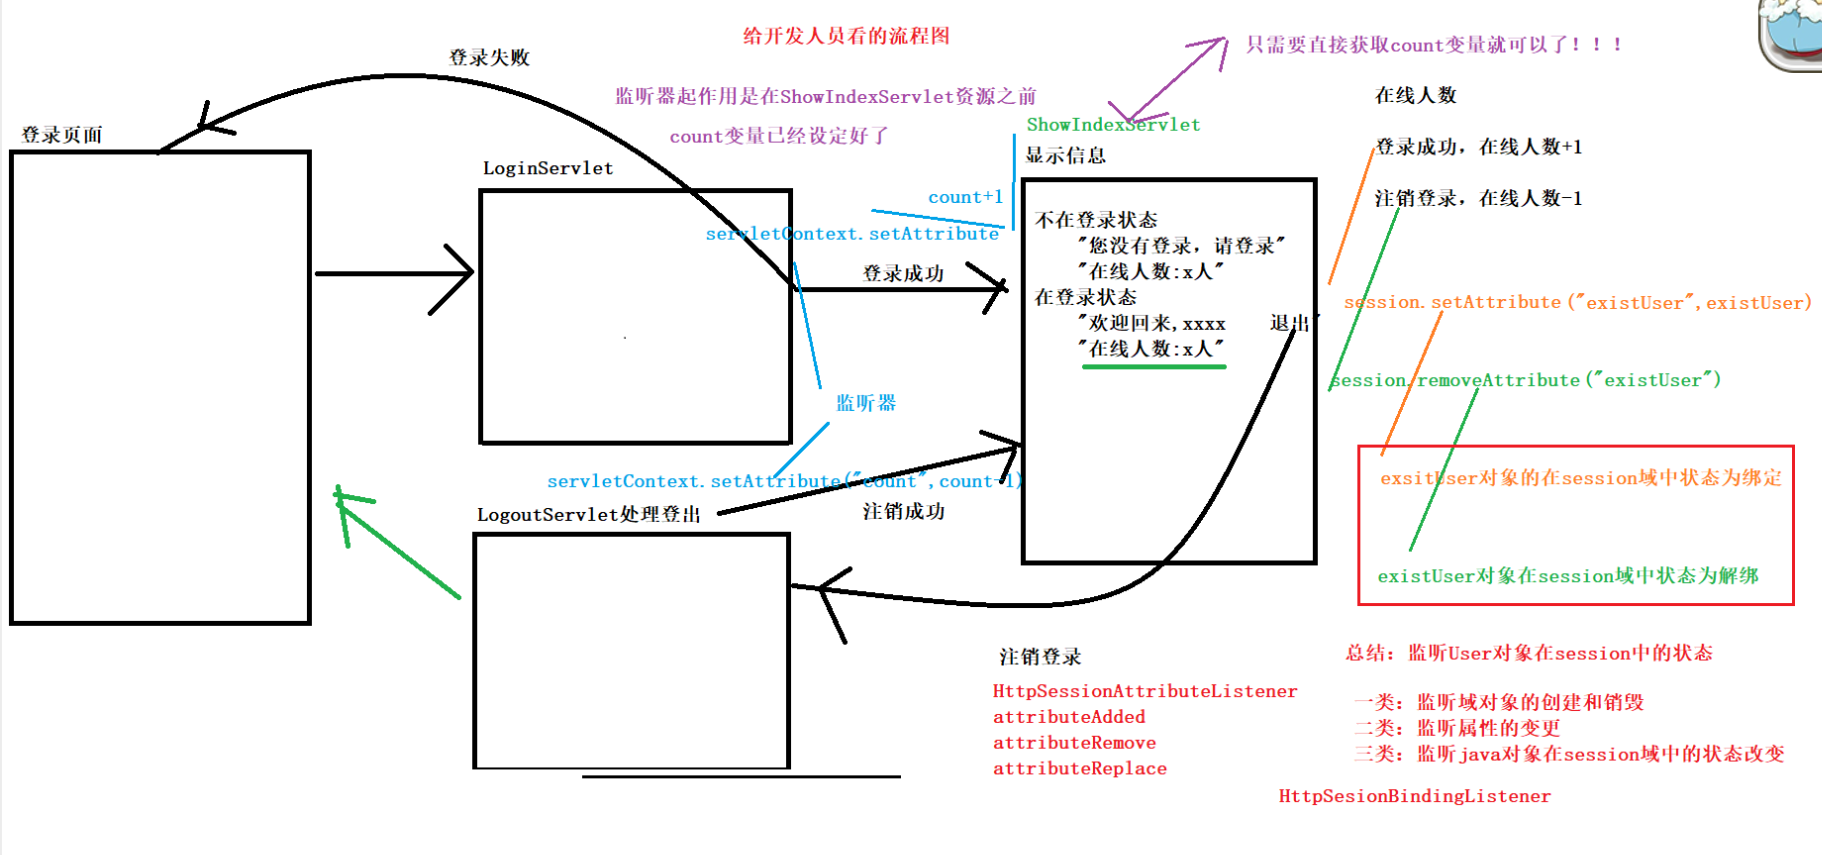 给开发人员看的流程图
只需要直接获取count变量就可以了！！！
登录失败
监听器起作用是在ShowIndexServlet资源之前
在线人数
登录页面
count变量已经设定好了
ShowIndexServlet
显示信息
登录成功，在线人数+1
LoginServlet
count+1
注销登录，在线人数-1
servletContext.setAttribute
不在登录状态
"您没有登录，请登录"
"在线人数:x人"
登录成功
在登录状态
"欢迎回来,xxxx 退出"
"在线人数:x人"
session.setAttribute("existUser",existUser)
session.removeAttribute("existUser")
监听器
servletContext.setAttribute("count",count-1)
exsitUser对象的在session域中状态为绑定
LogoutServlet处理登出
注销成功
existUser对象在session域中状态为解绑
注销登录
HttpSessionAttributeListener
attributeAdded
attributeRemove
attributeReplace
总结：监听User对象在session中的状态
一类：监听域对象的创建和销毁
二类：监听属性的变更
三类：监听java对象在session域中的状态改变
HttpSesionBindingListener